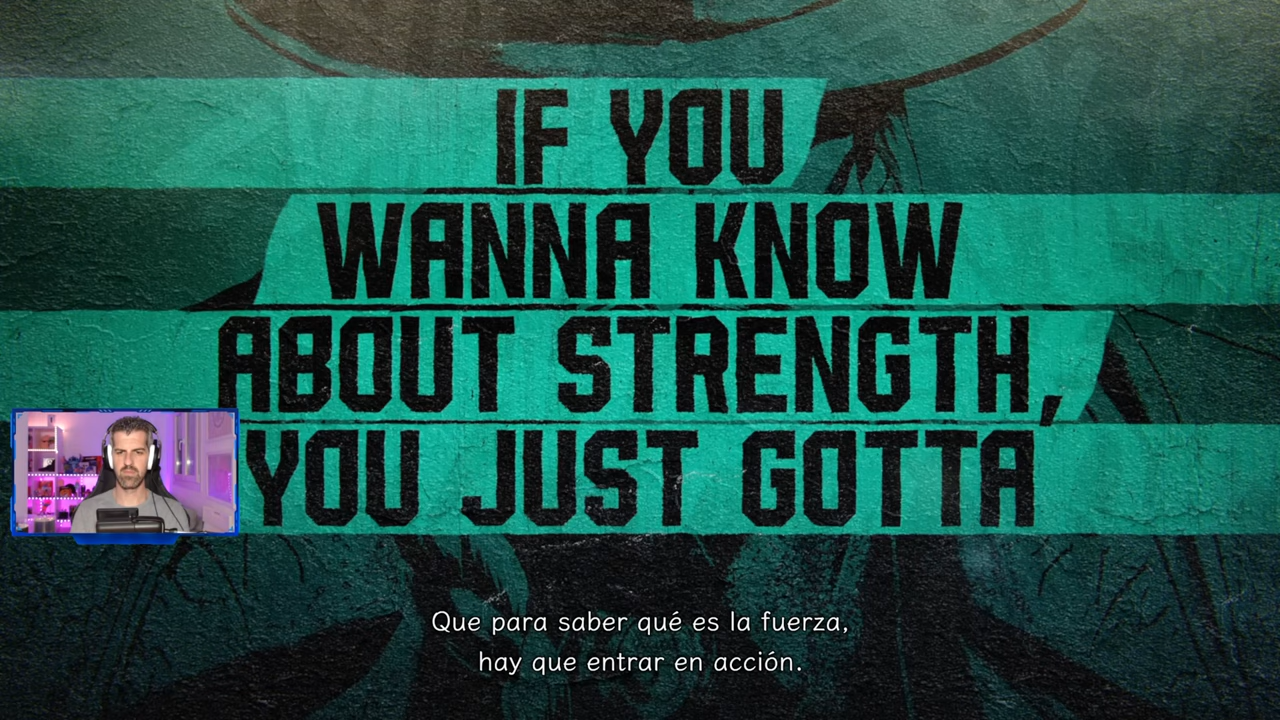 IF YOU
WANNA KNOW
ABOUT STRENGTH,
YOU JUST GOTTA
Que para saber qué es la fuerza,
hay que entrar en acción.